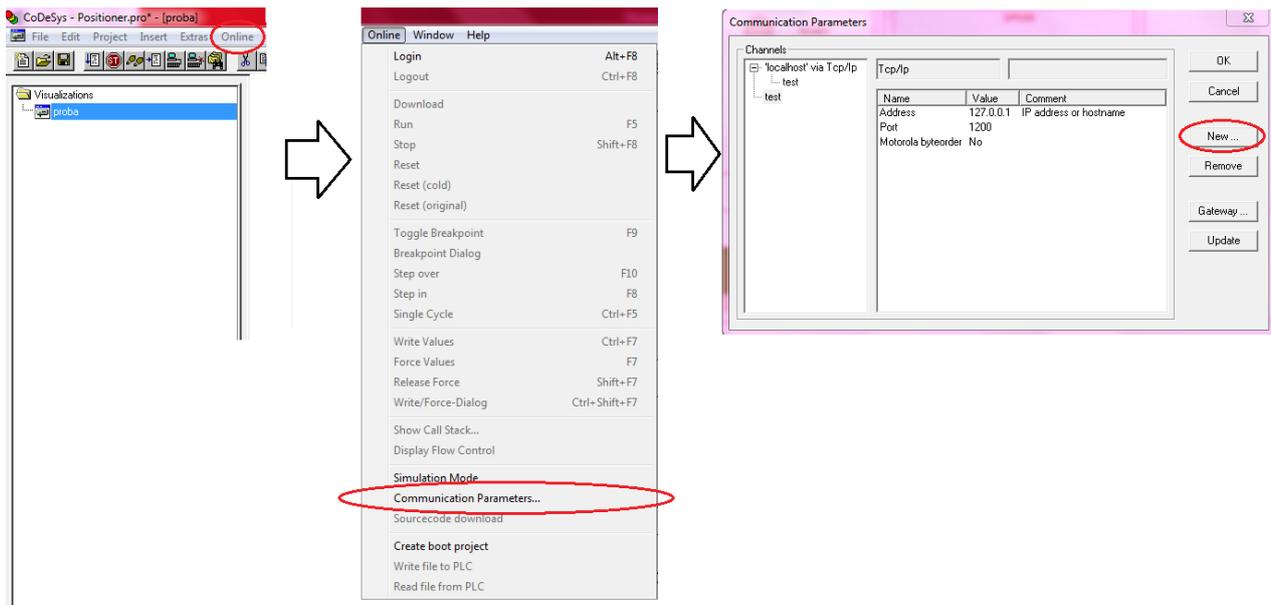 CoDeSys - Positioner.pro* - [proba]
File Edit Project Insert Extras Online
Visualizations
proba
Online Window Help
Login Alt+F8
Logout Ctrl+F8
Download
Run F5
Stop Shift+F8
Reset
Reset (cold)
Reset (original)
Toggle Breakpoint F9
Breakpoint Dialog
Step over F10
Step in F8
Single Cycle Ctrl+F5
Write Values Ctrl+F7
Force Values F7
Release Force Shift+F7
Write/Force-Dialog Ctrl+Shift+F7
Show Call Stack...
Display Flow Control
Simulation Mode
Communication Parameters...
Sourcecode download
Create boot project
Write file to PLC
Read file from PLC
Communication Parameters
Channels
'localhost' via Tcp/Ip
test
test
Tcp/Ip
Name Value Comment
Address 127.0.0.1 IP address or hostname
Port 1200
Motorola byteorder No
OK
Cancel
New ...
Remove
Gateway ...
Update